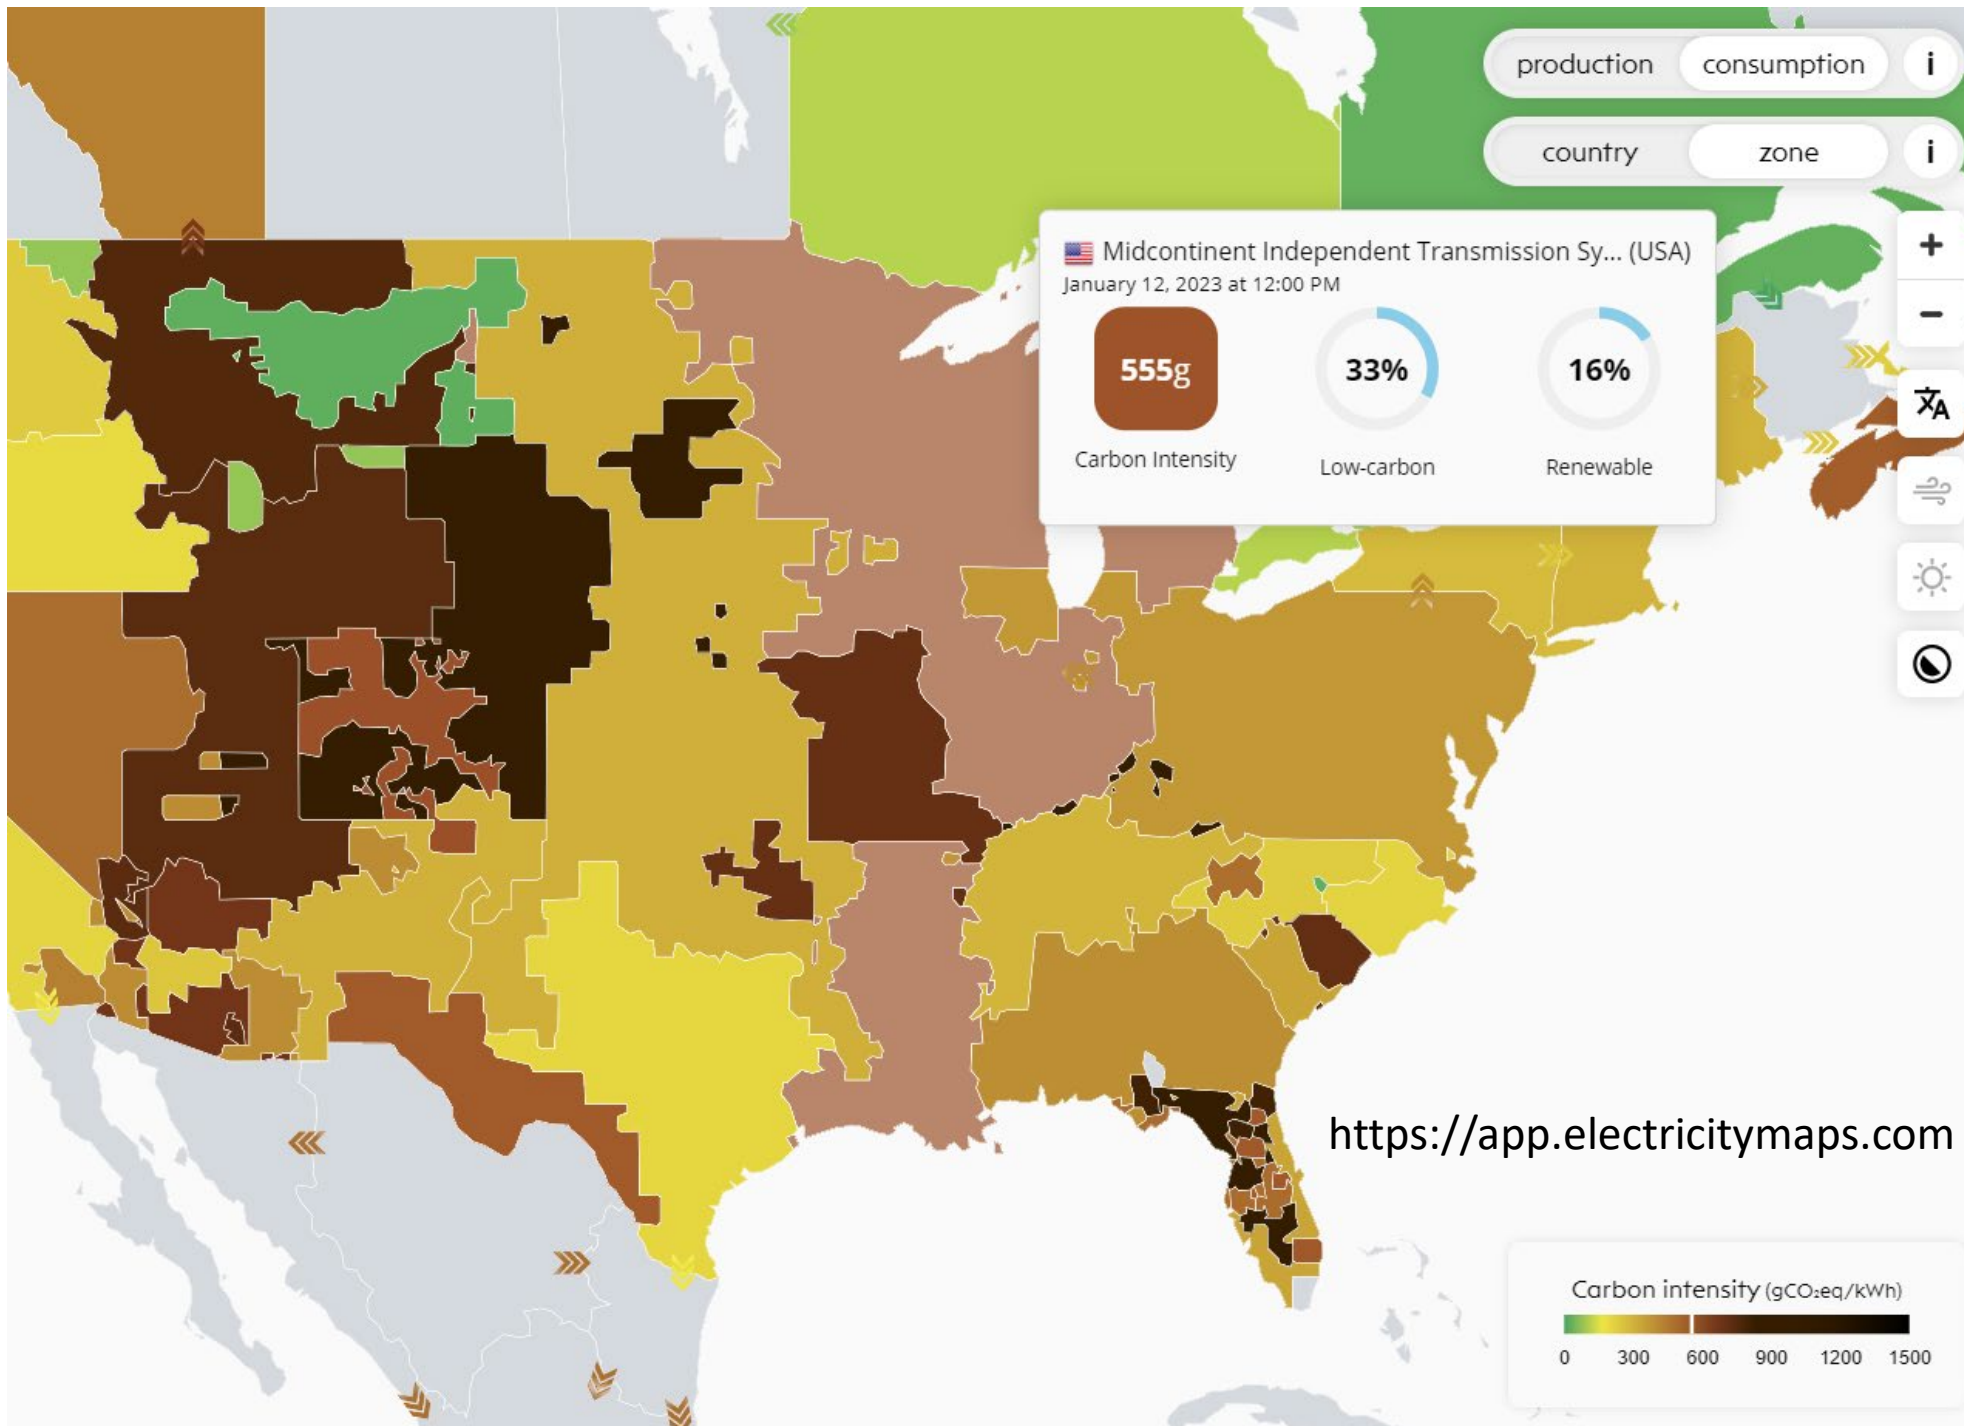 production consumption i
country zone i
Midcontinent Independent Transmission Sy... (USA)
January 12, 2023 at 12:00 PM
555g 33% 16%
Carbon Intensity Low-carbon Renewable
+
−
文A
https://app.electricitymaps.com
Carbon intensity (gCO₂eq/kWh)
0 300 600 900 1200 1500